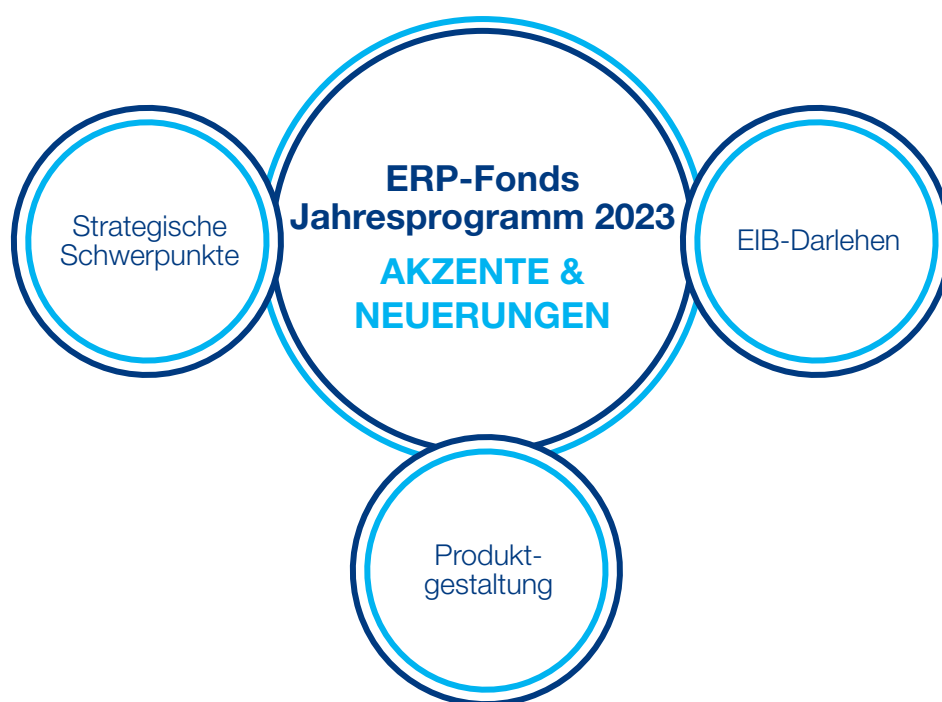 ERP-Fonds
Jahresprogramm 2023
AKZENTE &
NEUERUNGEN
Strategische
Schwerpunkte
EIB-Darlehen
Produkt-
gestaltung